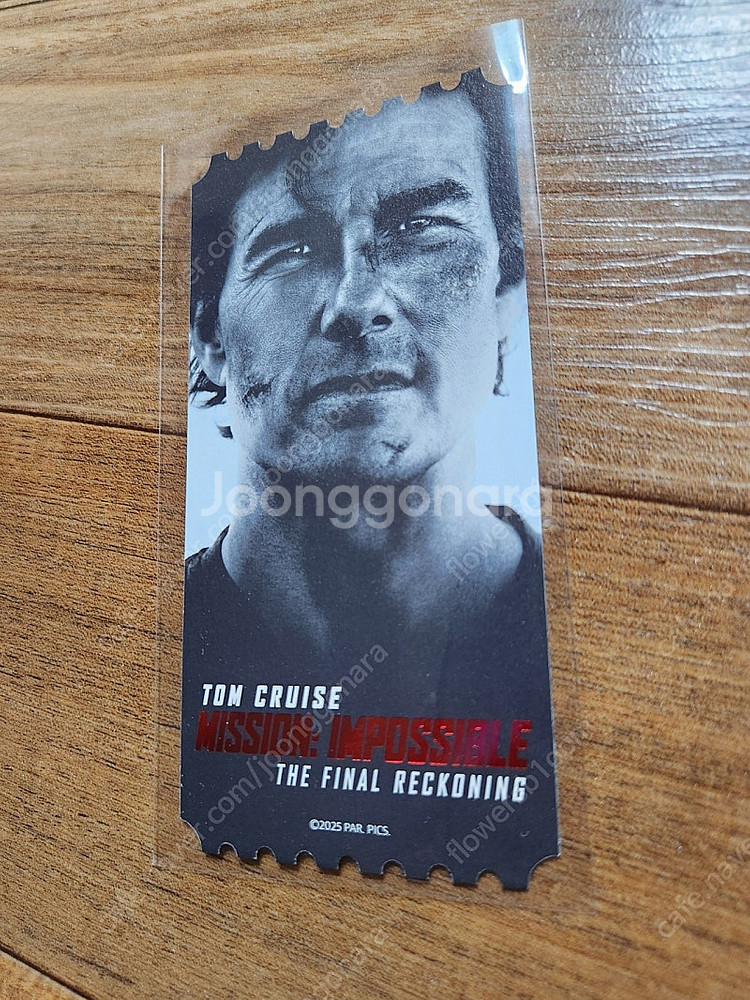 Joonggonara
TOM CRUISE
MISSION: IMPOSSIBLE
THE FINAL RECKONING
©2025 PAR. PICS.